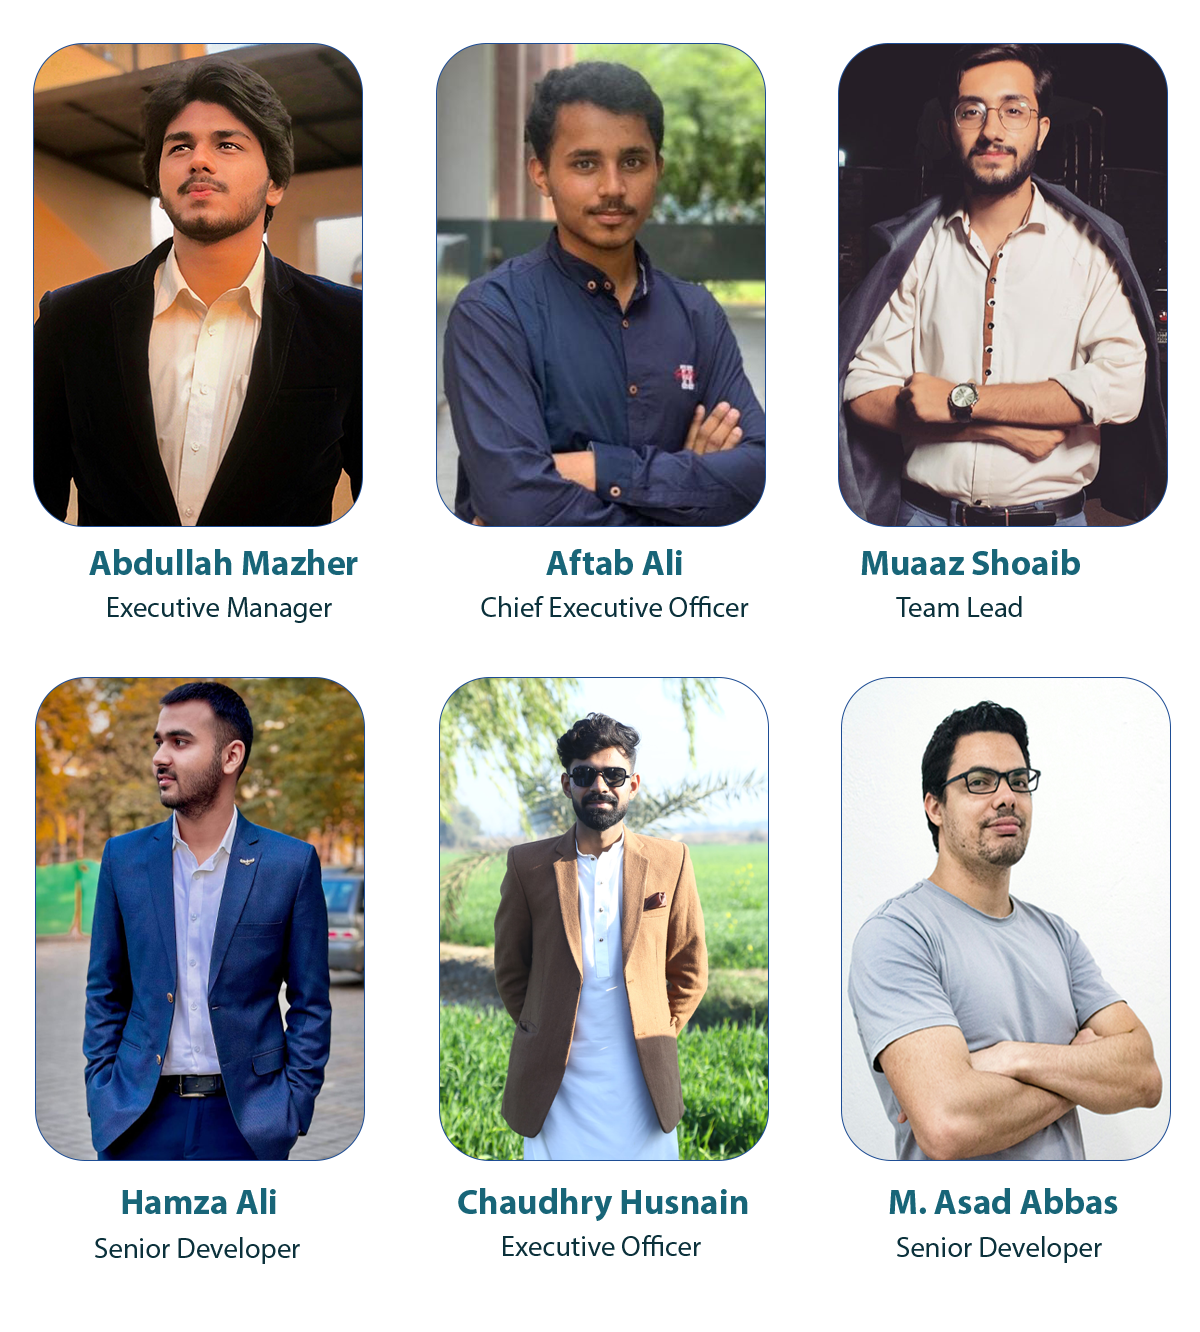 Abdullah Mazher
Executive Manager
Aftab Ali
Chief Executive Officer
Muaaz Shoaib
Team Lead
Hamza Ali
Senior Developer
Chaudhry Husnain
Executive Officer
M. Asad Abbas
Senior Developer